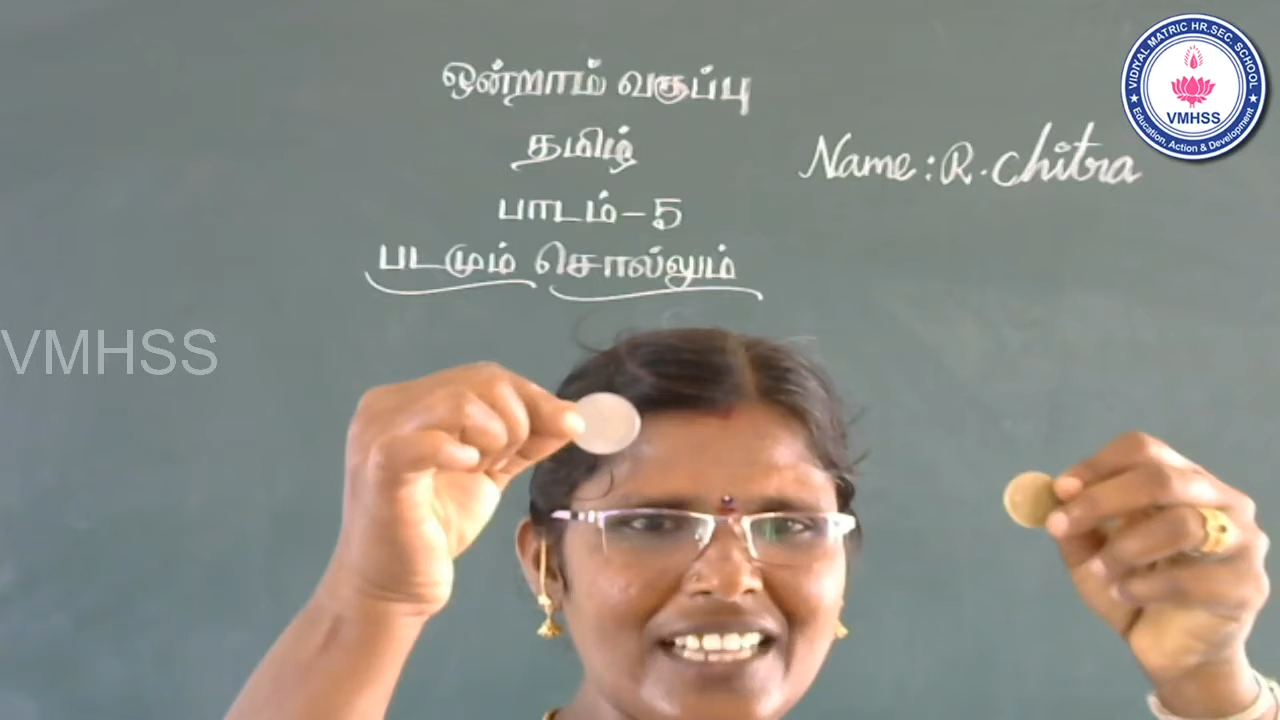 ஒன்றாம் வகுப்பு
தமிழ்
பாடம்-5
படமும் சொல்லும்
Name: R. Chitra
VIDIYAL MATRIC HR.SEC. SCHOOL
VMHSS
Education, Action & Development
VMHSS